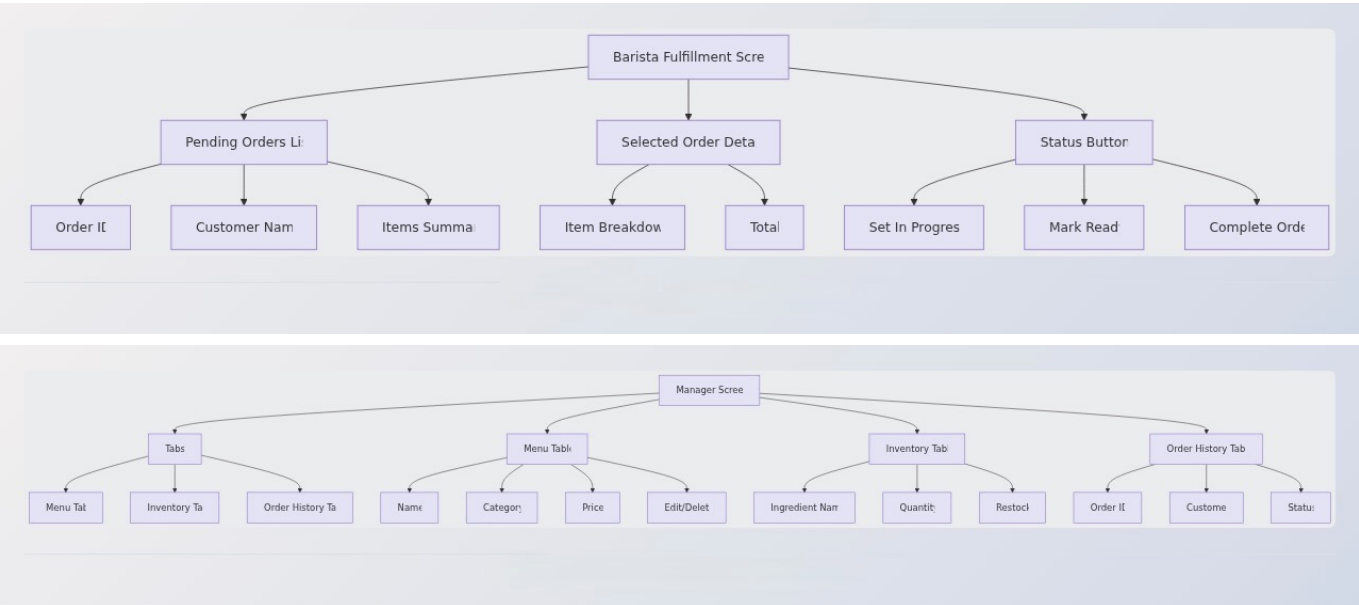 Barista Fulfillment Scre
Pending Orders Li
Selected Order Deta
Status Button
Order ID
Customer Nam
Items Summa
Item Breakdow
Total
Set In Progres
Mark Read
Complete Orde
Manager Scree
Tabs
Menu Table
Inventory Tab
Order History Tab
Menu Tab
Inventory Ta
Order History Ta
Name
Category
Price
Edit/Delet
Ingredient Nam
Quantity
Restock
Order ID
Custome
Status